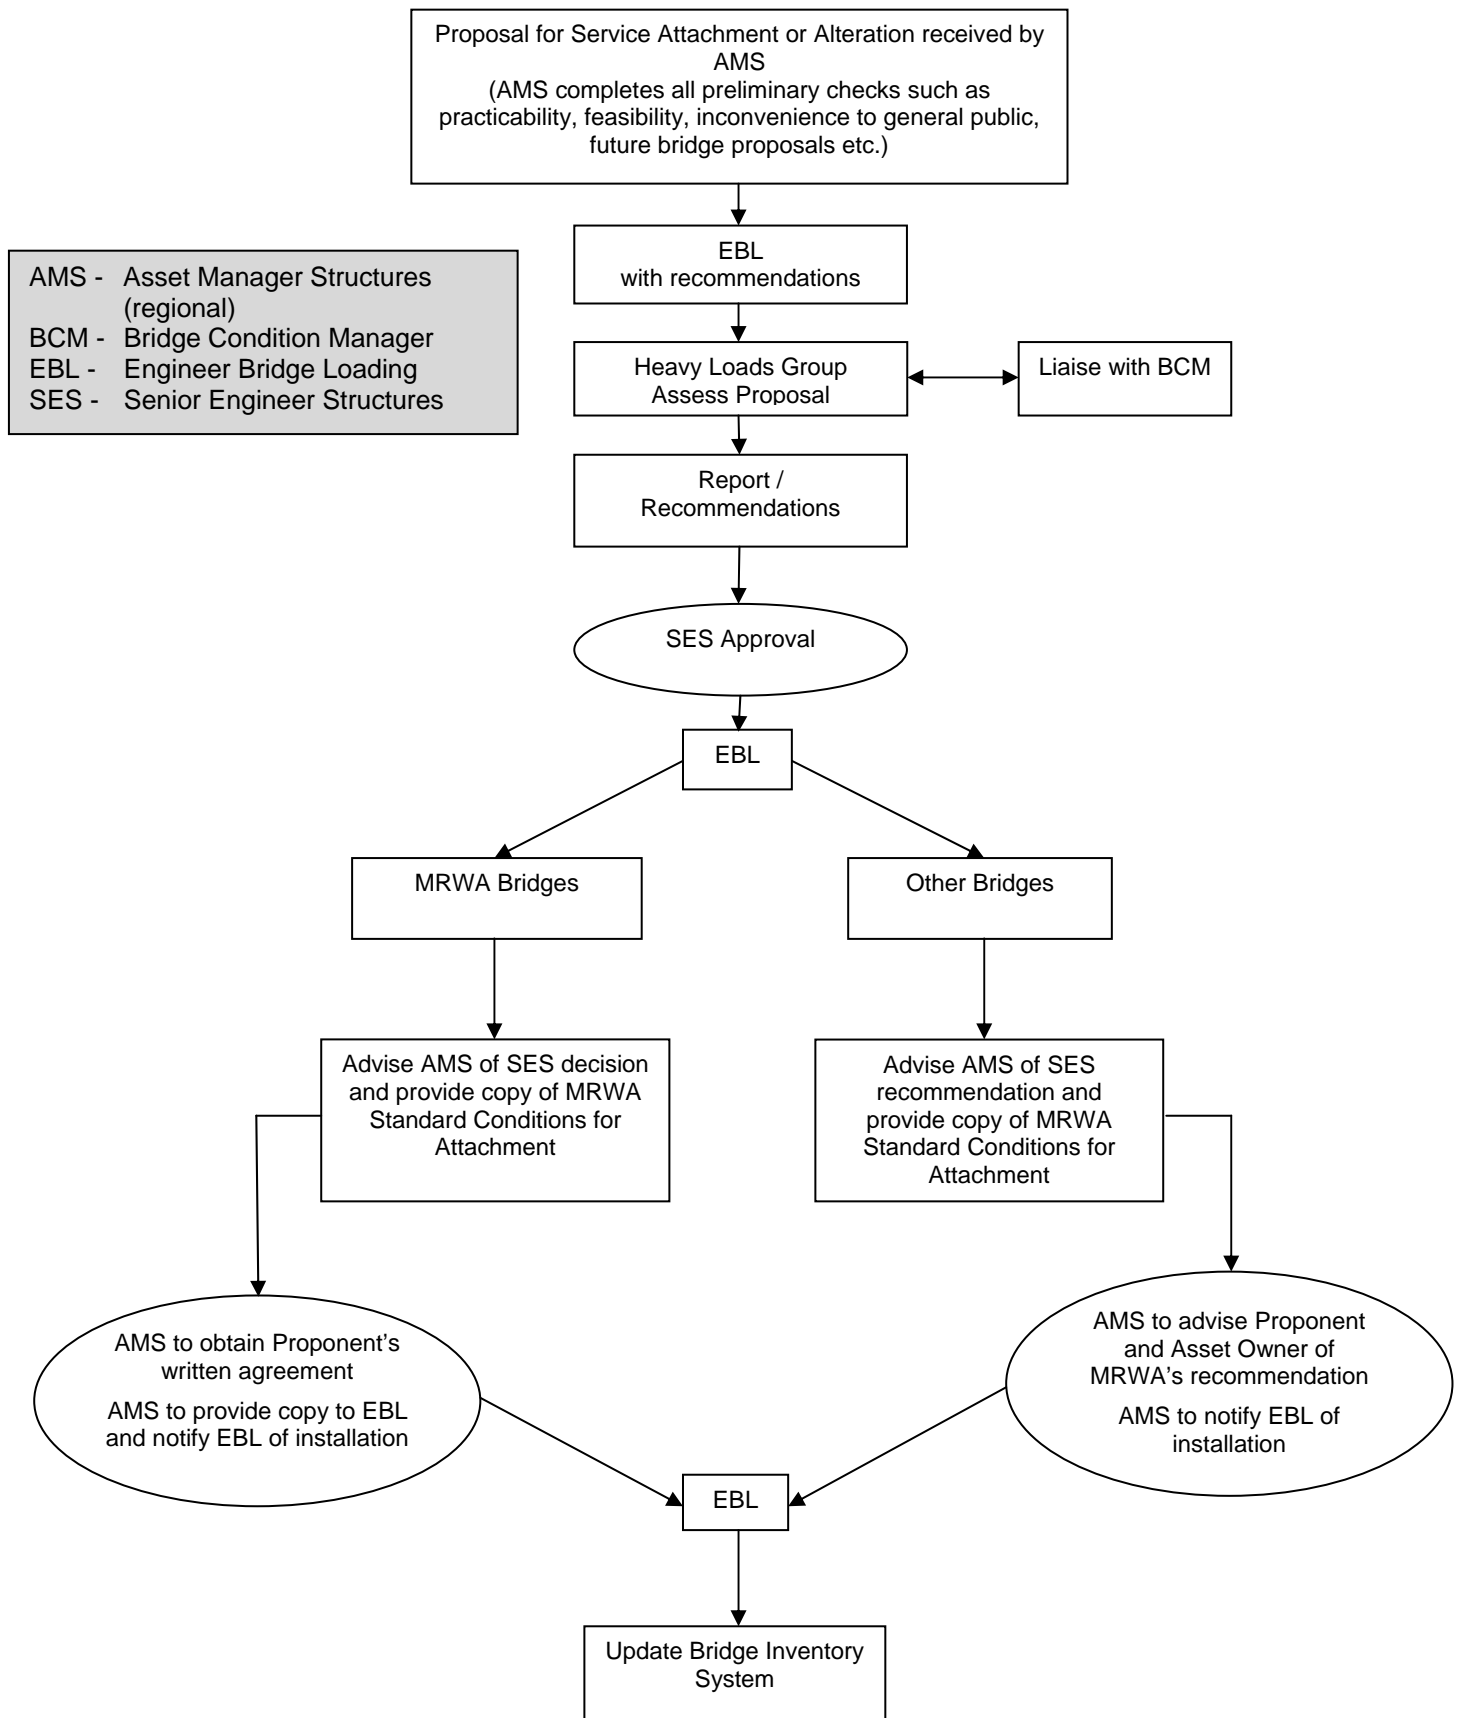 Proposal for Service Attachment or Alteration received by
AMS
(AMS completes all preliminary checks such as
practicability, feasibility, inconvenience to general public,
future bridge proposals etc.)
EBL
with recommendations
AMS - Asset Manager Structures
(regional)
BCM - Bridge Condition Manager
EBL - Engineer Bridge Loading
SES - Senior Engineer Structures
Heavy Loads Group
Assess Proposal
Liaise with BCM
Report /
Recommendations
SES Approval
EBL
MRWA Bridges
Other Bridges
Advise AMS of SES decision
and provide copy of MRWA
Standard Conditions for
Attachment
Advise AMS of SES
recommendation and
provide copy of MRWA
Standard Conditions for
Attachment
AMS to obtain Proponent’s
written agreement
AMS to provide copy to EBL
and notify EBL of installation
AMS to advise Proponent
and Asset Owner of
MRWA’s recommendation
AMS to notify EBL of
installation
EBL
Update Bridge Inventory
System